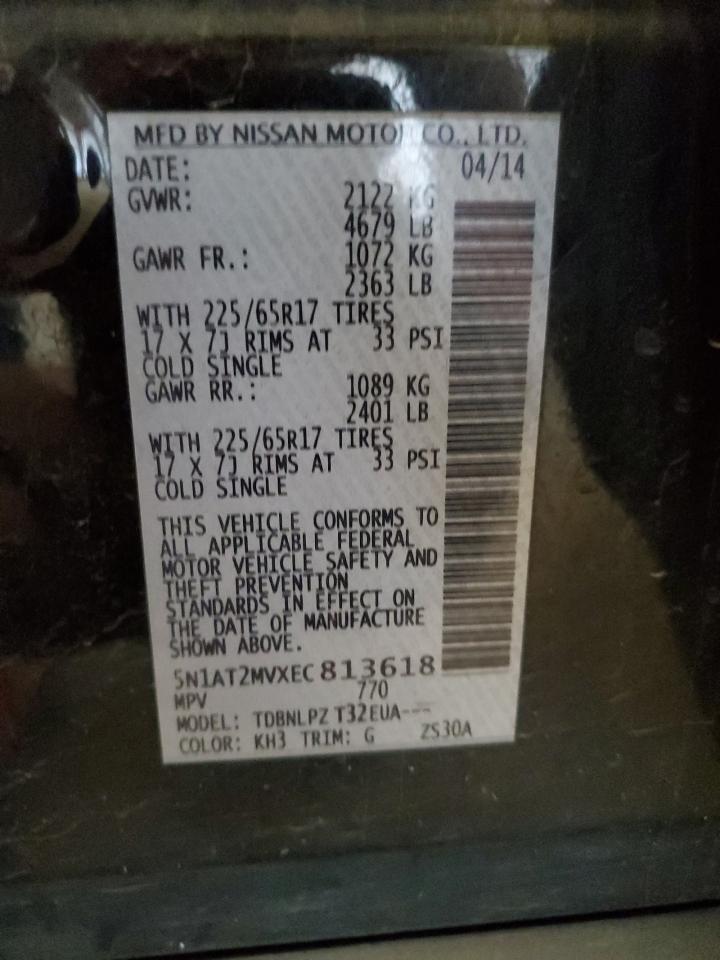 MFD BY NISSAN MOTOR CO., LTD.
DATE: 04/14
GVWR: 2122 KG
4679 LB
GAWR FR.: 1072 KG
2363 LB
WITH 225/65R17 TIRES
17 X 7J RIMS AT 33 PSI
COLD SINGLE
GAWR RR.: 1089 KG
2401 LB
WITH 225/65R17 TIRES
17 X 7J RIMS AT 33 PSI
COLD SINGLE
THIS VEHICLE CONFORMS TO
ALL APPLICABLE FEDERAL
MOTOR VEHICLE SAFETY AND
THEFT PREVENTION
STANDARDS IN EFFECT ON
THE DATE OF MANUFACTURE
SHOWN ABOVE.
5N1AT2MVXEC813618
MPV 770
MODEL: TDBNLPZ T32EUA---
COLOR: KH3 TRIM: G ZS30A